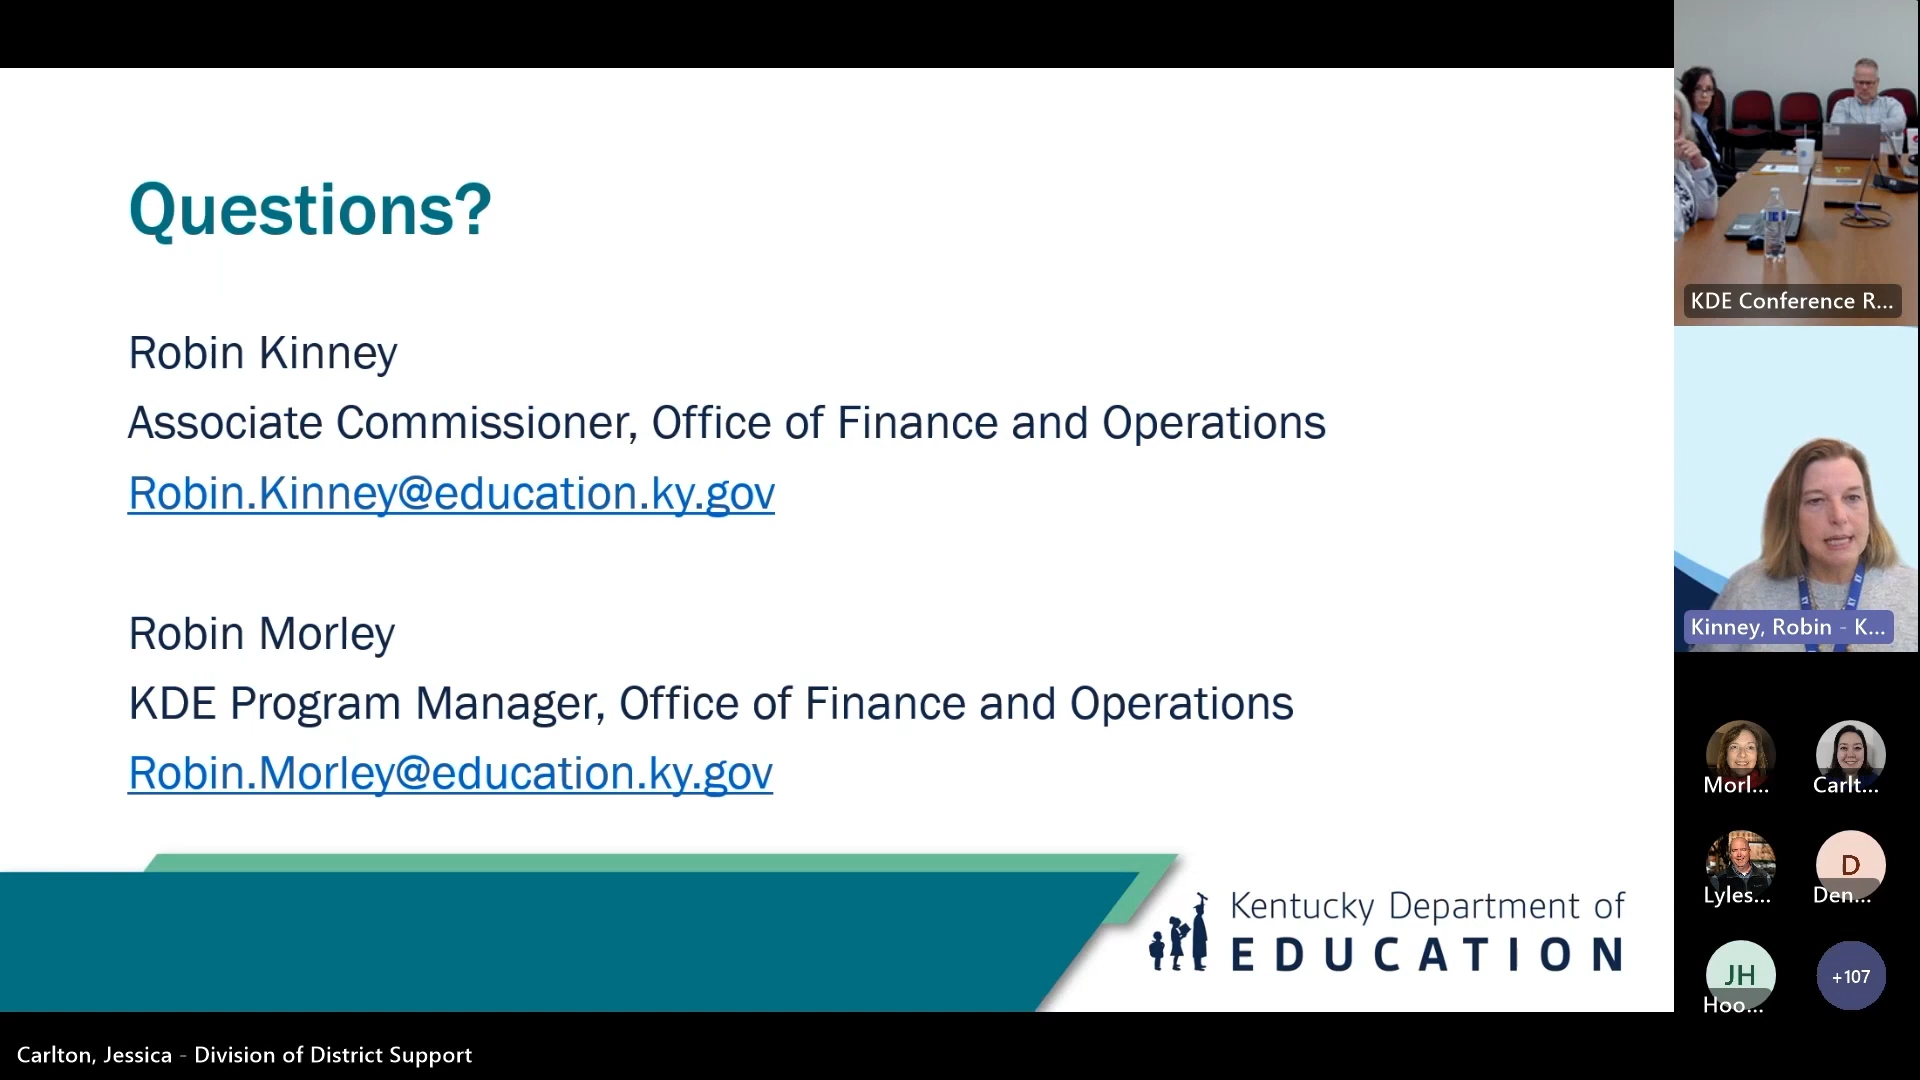 Questions?
Robin Kinney
Associate Commissioner, Office of Finance and Operations
Robin.Kinney@education.ky.gov
Robin Morley
KDE Program Manager, Office of Finance and Operations
Robin.Morley@education.ky.gov
Kentucky Department of
EDUCATION
KDE Conference R...
Kinney, Robin - K...
Morl...
Carlt...
Lyles...
D
Den...
JH
Hoo...
+107
Carlton, Jessica - Division of District Support
KY